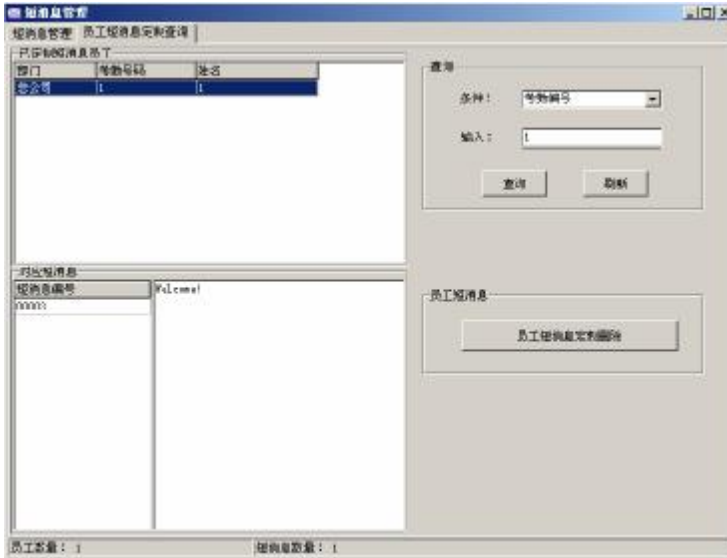 短消息管理
短消息管理 员工短消息定制查询
已定制短消息员工
部门 考勤号码 姓名
总公司 1 1
查询
条件： 考勤编号
输入： 1
查询 刷新
对应短消息
短消息编号
00003
Welcome!
员工短消息
员工短消息定制删除
员工数量： 1 短消息数量： 1